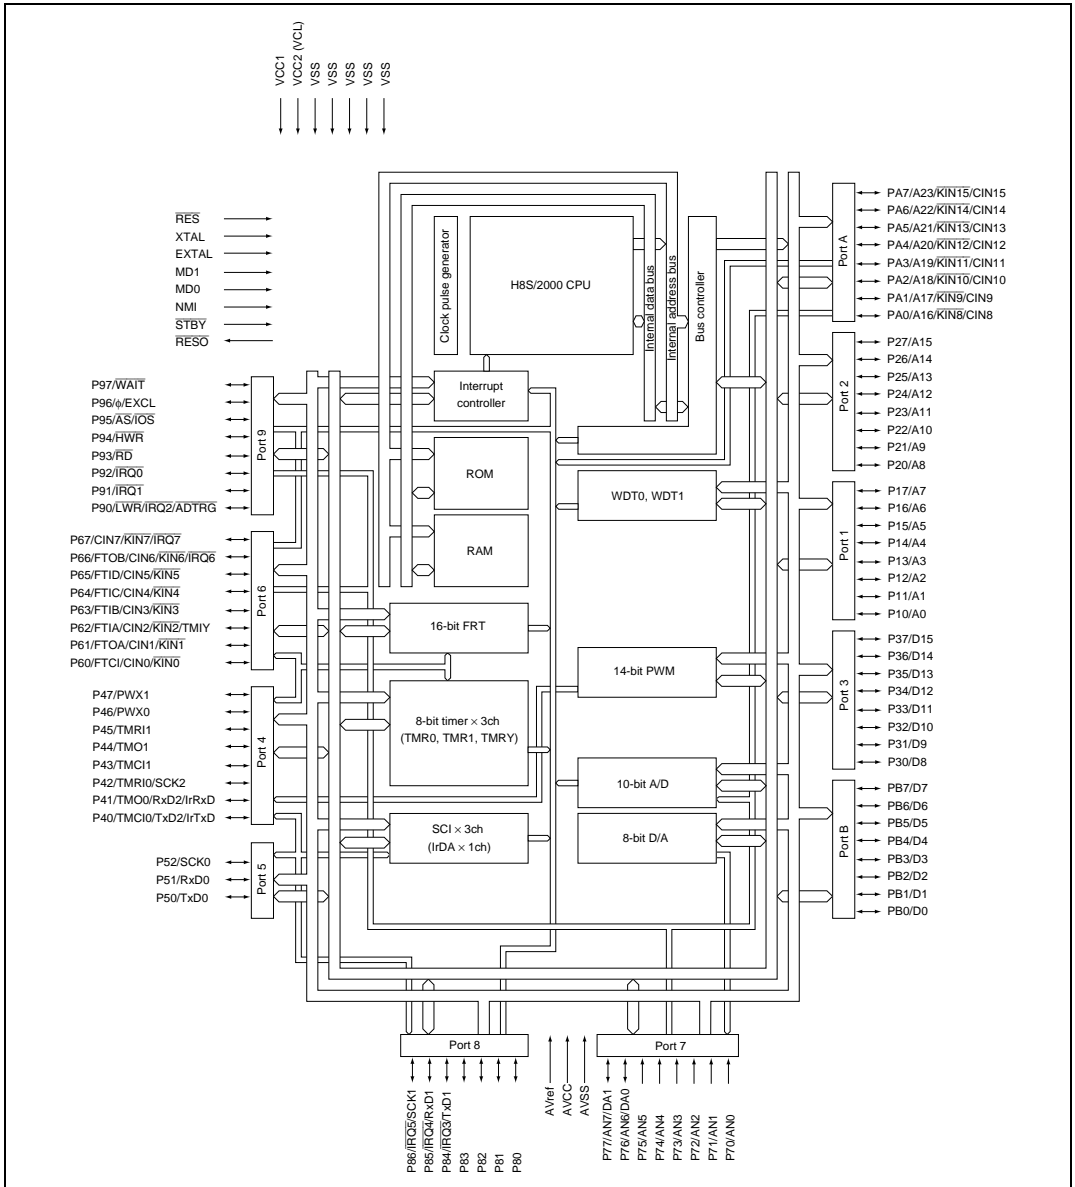 VCC1
VCC2 (VCL)
VSS
VSS
VSS
VSS
VSS
RES
XTAL
EXTAL
MD1
MD0
NMI
STBY
RESO
P97/WAIT
P96/φ/EXCL
P95/AS/IOS
P94/HWR
P93/RD
P92/IRQ0
P91/IRQ1
P90/LWR/IRQ2/ADTRG
Port 9
P67/CIN7/KIN7/IRQ7
P66/FTOB/CIN6/KIN6/IRQ6
P65/FTID/CIN5/KIN5
P64/FTIC/CIN4/KIN4
P63/FTIB/CIN3/KIN3
P62/FTIA/CIN2/KIN2/TMIY
P61/FTOA/CIN1/KIN1
P60/FTCI/CIN0/KIN0
Port 6
P47/PWX1
P46/PWX0
P45/TMRI1
P44/TMO1
P43/TMCI1
P42/TMRI0/SCK2
P41/TMO0/RxD2/IrRxD
P40/TMCI0/TxD2/IrTxD
Port 4
P52/SCK0
P51/RxD0
P50/TxD0
Port 5
Clock pulse generator
H8S/2000 CPU
Internal data bus
Internal address bus
Bus controller
Interrupt
controller
ROM
RAM
WDT0, WDT1
16-bit FRT
14-bit PWM
8-bit timer × 3ch
(TMR0, TMR1, TMRY)
10-bit A/D
SCI × 3ch
(IrDA × 1ch)
8-bit D/A
Port A
PA7/A23/KIN15/CIN15
PA6/A22/KIN14/CIN14
PA5/A21/KIN13/CIN13
PA4/A20/KIN12/CIN12
PA3/A19/KIN11/CIN11
PA2/A18/KIN10/CIN10
PA1/A17/KIN9/CIN9
PA0/A16/KIN8/CIN8
Port 2
P27/A15
P26/A14
P25/A13
P24/A12
P23/A11
P22/A10
P21/A9
P20/A8
Port 1
P17/A7
P16/A6
P15/A5
P14/A4
P13/A3
P12/A2
P11/A1
P10/A0
Port 3
P37/D15
P36/D14
P35/D13
P34/D12
P33/D11
P32/D10
P31/D9
P30/D8
Port B
PB7/D7
PB6/D6
PB5/D5
PB4/D4
PB3/D3
PB2/D2
PB1/D1
PB0/D0
Port 8
P86/IRQ5/SCK1
P85/IRQ4/RxD1
P84/IRQ3/TxD1
P83
P82
P81
P80
AVref
AVCC
AVSS
Port 7
P77/AN7/DA1
P76/AN6/DA0
P75/AN5
P74/AN4
P73/AN3
P72/AN2
P71/AN1
P70/AN0